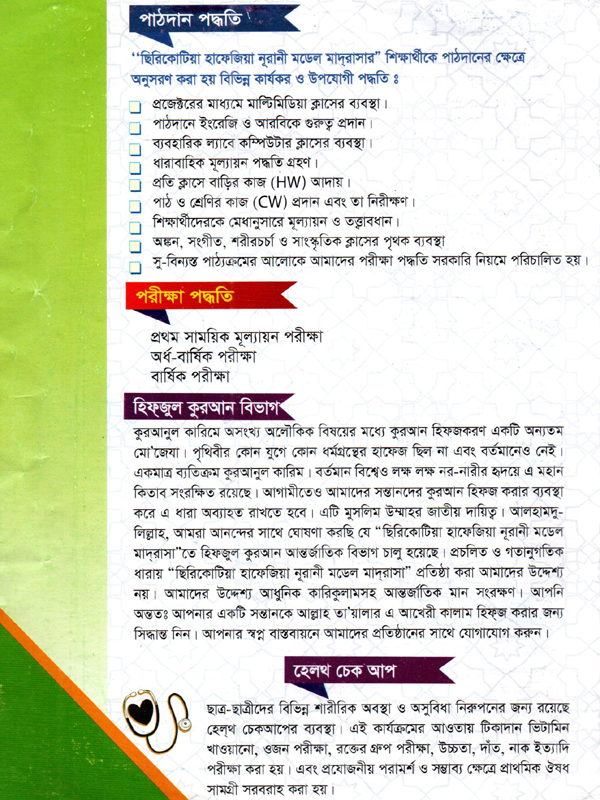 পাঠদান পদ্ধতি
“ছিরিকোটিয়া হাফেজিয়া নূরানী মডেল মাদ্‌রাসার” শিক্ষার্থীকে পাঠদানের ক্ষেত্রে
অনুসরণ করা হয় বিভিন্ন কার্যকর ও উপযোগী পদ্ধতি ঃ
প্রজেক্টরের মাধ্যমে মাল্টিমিডিয়া ক্লাসের ব্যবস্থা।
পাঠদানে ইংরেজি ও আরবিকে গুরুত্ব প্রদান।
ব্যবহারিক ল্যাবে কম্পিউটার ক্লাসের ব্যবস্থা।
ধারাবাহিক মূল্যায়ন পদ্ধতি গ্রহণ।
প্রতি ক্লাসে বাড়ির কাজ (HW) আদায়।
পাঠ ও শ্রেণির কাজ (CW) প্রদান এবং তা নিরীক্ষণ।
শিক্ষার্থীদেরকে মেধানুসারে মূল্যায়ন ও তত্ত্বাবধান।
অঙ্কন, সংগীত, শরীরচর্চা ও সাংস্কৃতিক ক্লাসের পৃথক ব্যবস্থা
সু-বিন্যস্ত পাঠ্যক্রমের আলোকে আমাদের পরীক্ষা পদ্ধতি সরকারি নিয়মে পরিচালিত হয়।
পরীক্ষা পদ্ধতি
প্রথম সাময়িক মূল্যায়ন পরীক্ষা
অর্ধ-বার্ষিক পরীক্ষা
বার্ষিক পরীক্ষা
হিফ্‌জুল কুরআন বিভাগ
কুরআনুল কারিমে অসংখ্য অলৌকিক বিষয়ের মধ্যে কুরআন হিফজকরণ একটি অন্যতম
মো'জেযা। পৃথিবীর কোন যুগে কোন ধর্মগ্রন্থের হাফেজ ছিল না এবং বর্তমানেও নেই।
একমাত্র ব্যতিক্রম কুরআনুল কারিম। বর্তমান বিশ্বেও লক্ষ লক্ষ নর-নারীর হৃদয়ে এ মহান
কিতাব সংরক্ষিত রয়েছে। আগামীতেও আমাদের সন্তানদের কুরআন হিফজ করার ব্যবস্থা
করে এ ধারা অব্যাহত রাখতে হবে। এটি মুসলিম উম্মাহর জাতীয় দায়িত্ব। আলহামদু-
লিল্লাহ, আমরা আনন্দের সাথে ঘোষণা করছি যে “ছিরিকোটিয়া হাফেজিয়া নূরানী মডেল
মাদ্‌রাসা”তে হিফজুল কুরআন আন্তর্জাতিক বিভাগ চালু হয়েছে। প্রচলিত ও গতানুগতিক
ধারায় “ছিরিকোটিয়া হাফেজিয়া নূরানী মডেল মাদ্‌রাসা” প্রতিষ্ঠা করা আমাদের উদ্দেশ্য
নয়। আমাদের উদ্দেশ্য আধুনিক কারিকুলামসহ আন্তর্জাতিক মান সংরক্ষণ। আপনি
অন্ততঃ আপনার একটি সন্তানকে আল্লাহ তা'য়ালার এ আখেরী কালাম হিফ্‌জ করার জন্য
সিদ্ধান্ত নিন। আপনার স্বপ্ন বাস্তবায়নে আমাদের প্রতিষ্ঠানের সাথে যোগাযোগ করুন।
হেলথ চেক আপ
ছাত্র-ছাত্রীদের বিভিন্ন শারীরিক অবস্থা ও অসুবিধা নিরুপনের জন্য রয়েছে
হেল্‌থ চেকআপের ব্যবস্থা। এই কার্যক্রমের আওতায় টিকাদান ভিটামিন
খাওয়ানো, ওজন পরীক্ষা, রক্তের গ্রুপ পরীক্ষা, উচ্চতা, দাঁত, নাক ইত্যাদি
পরীক্ষা করা হয়। এবং প্রযোজনীয় পরামর্শ ও সম্ভাব্য ক্ষেত্রে প্রাথমিক ঔষধ
সামগ্রী সরবরাহ করা হয়।